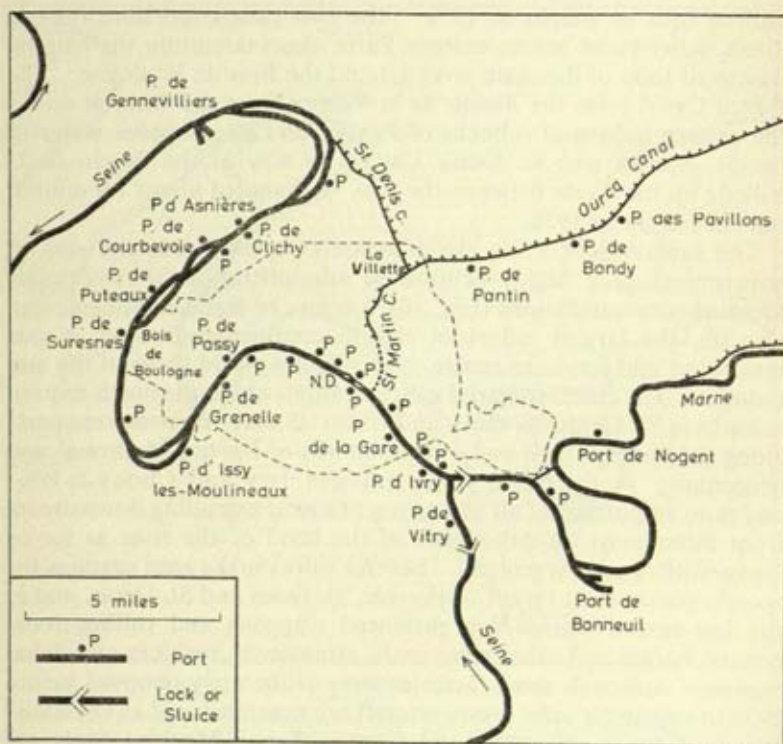 P. de
Gennevilliers
Seine
St. Denis C.
Ourcq Canal
P
P d'Asnières
P. de
Courbevoie
P. de
Clichy
P
La
Villette
P aes Pavillons
P. de
Bondy
P. de
Pantin
P. de
Puteaux
P. de
Suresnes
Bois
de
Boulogne
P. de
Passy
St. Martin C.
P
P
P
P
N.D.
P
P
P
P
P
P. de
Grenelle
P. d'Issy
les-Moulineaux
P.
de la Gare
P
P
P. d'Ivry
P
P
Marne
Port de Nogent
P de
Vitry
Port de
Bonneuil
Seine
5 miles
P
Port
Lock or
Sluice